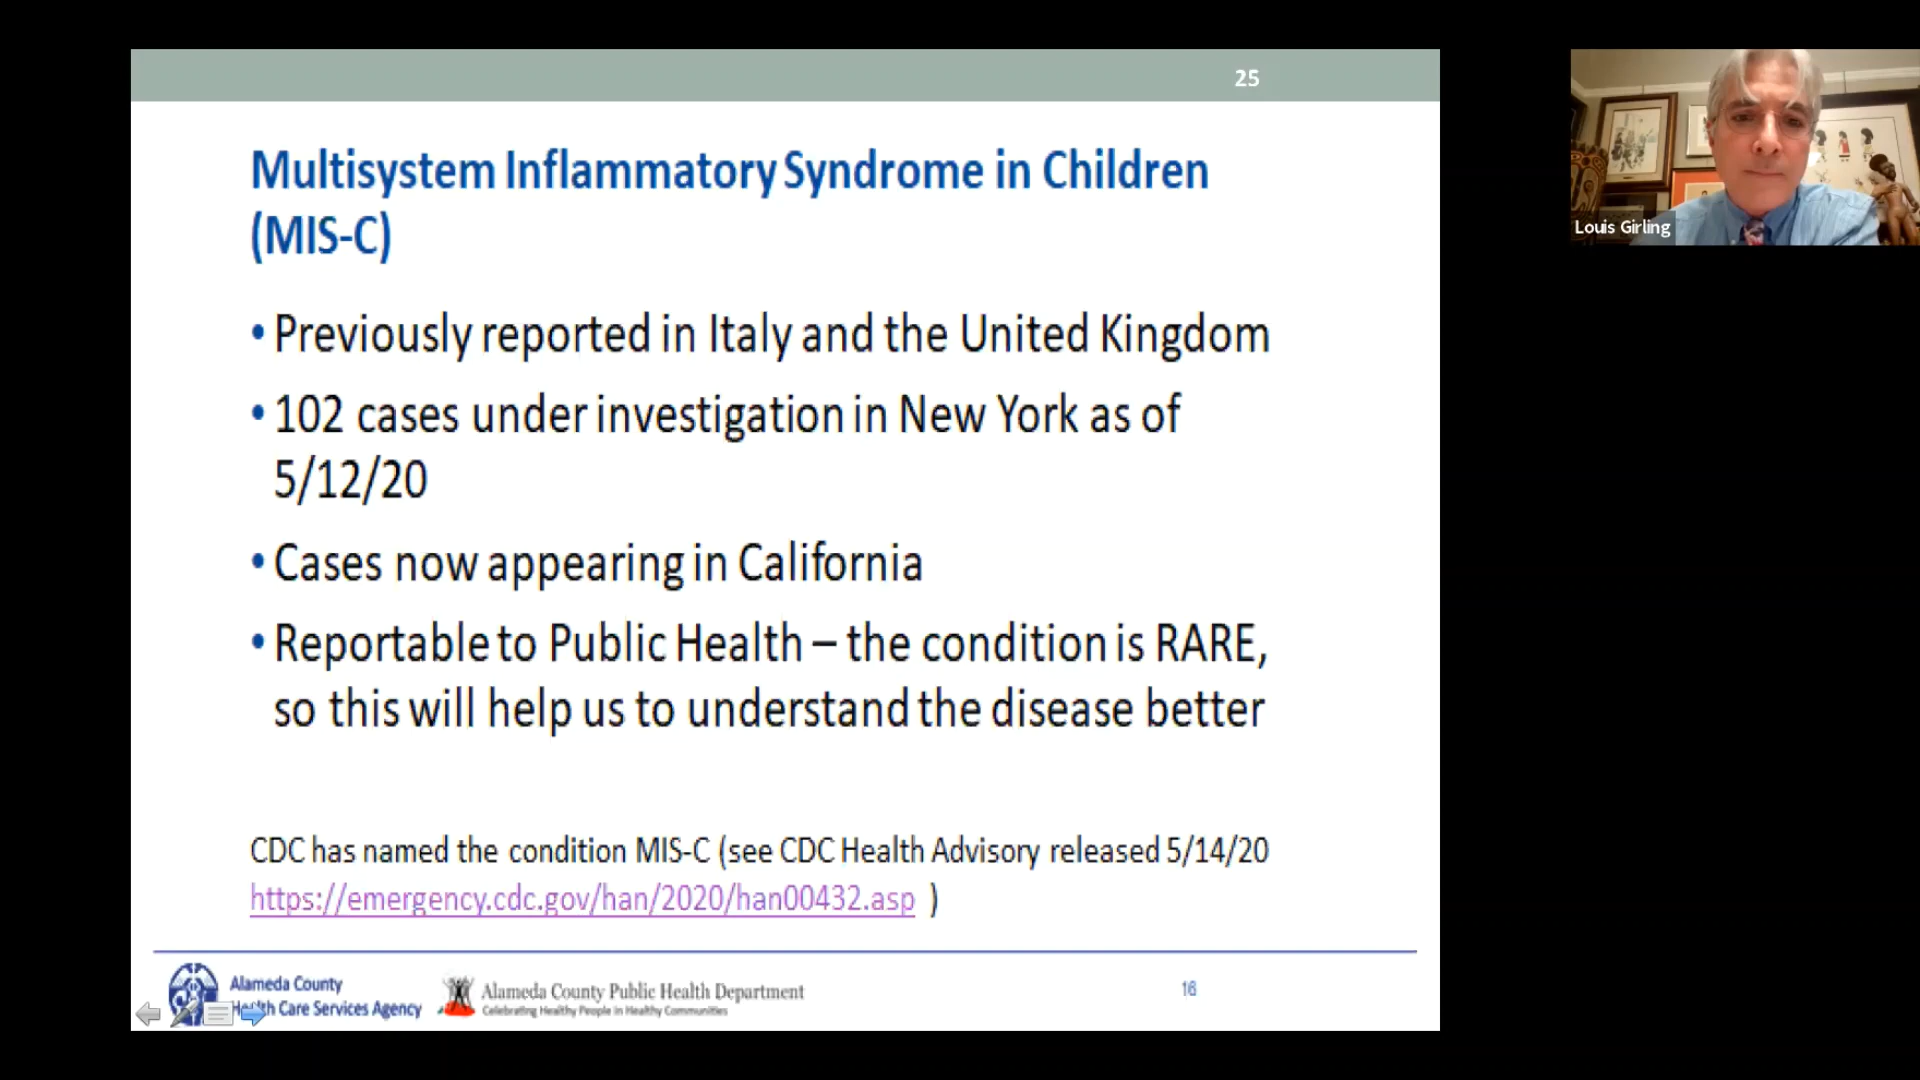 25
Multisystem Inflammatory Syndrome in Children
(MIS-C)
• Previously reported in Italy and the United Kingdom
• 102 cases under investigation in New York as of
5/12/20
• Cases now appearing in California
• Reportable to Public Health – the condition is RARE,
so this will help us to understand the disease better
CDC has named the condition MIS-C (see CDC Health Advisory released 5/14/20
https://emergency.cdc.gov/han/2020/han00432.asp )
Alameda County
Health Care Services Agency
Alameda County Public Health Department
Celebrating Healthy People in Healthy Communities
16
Louis Girling